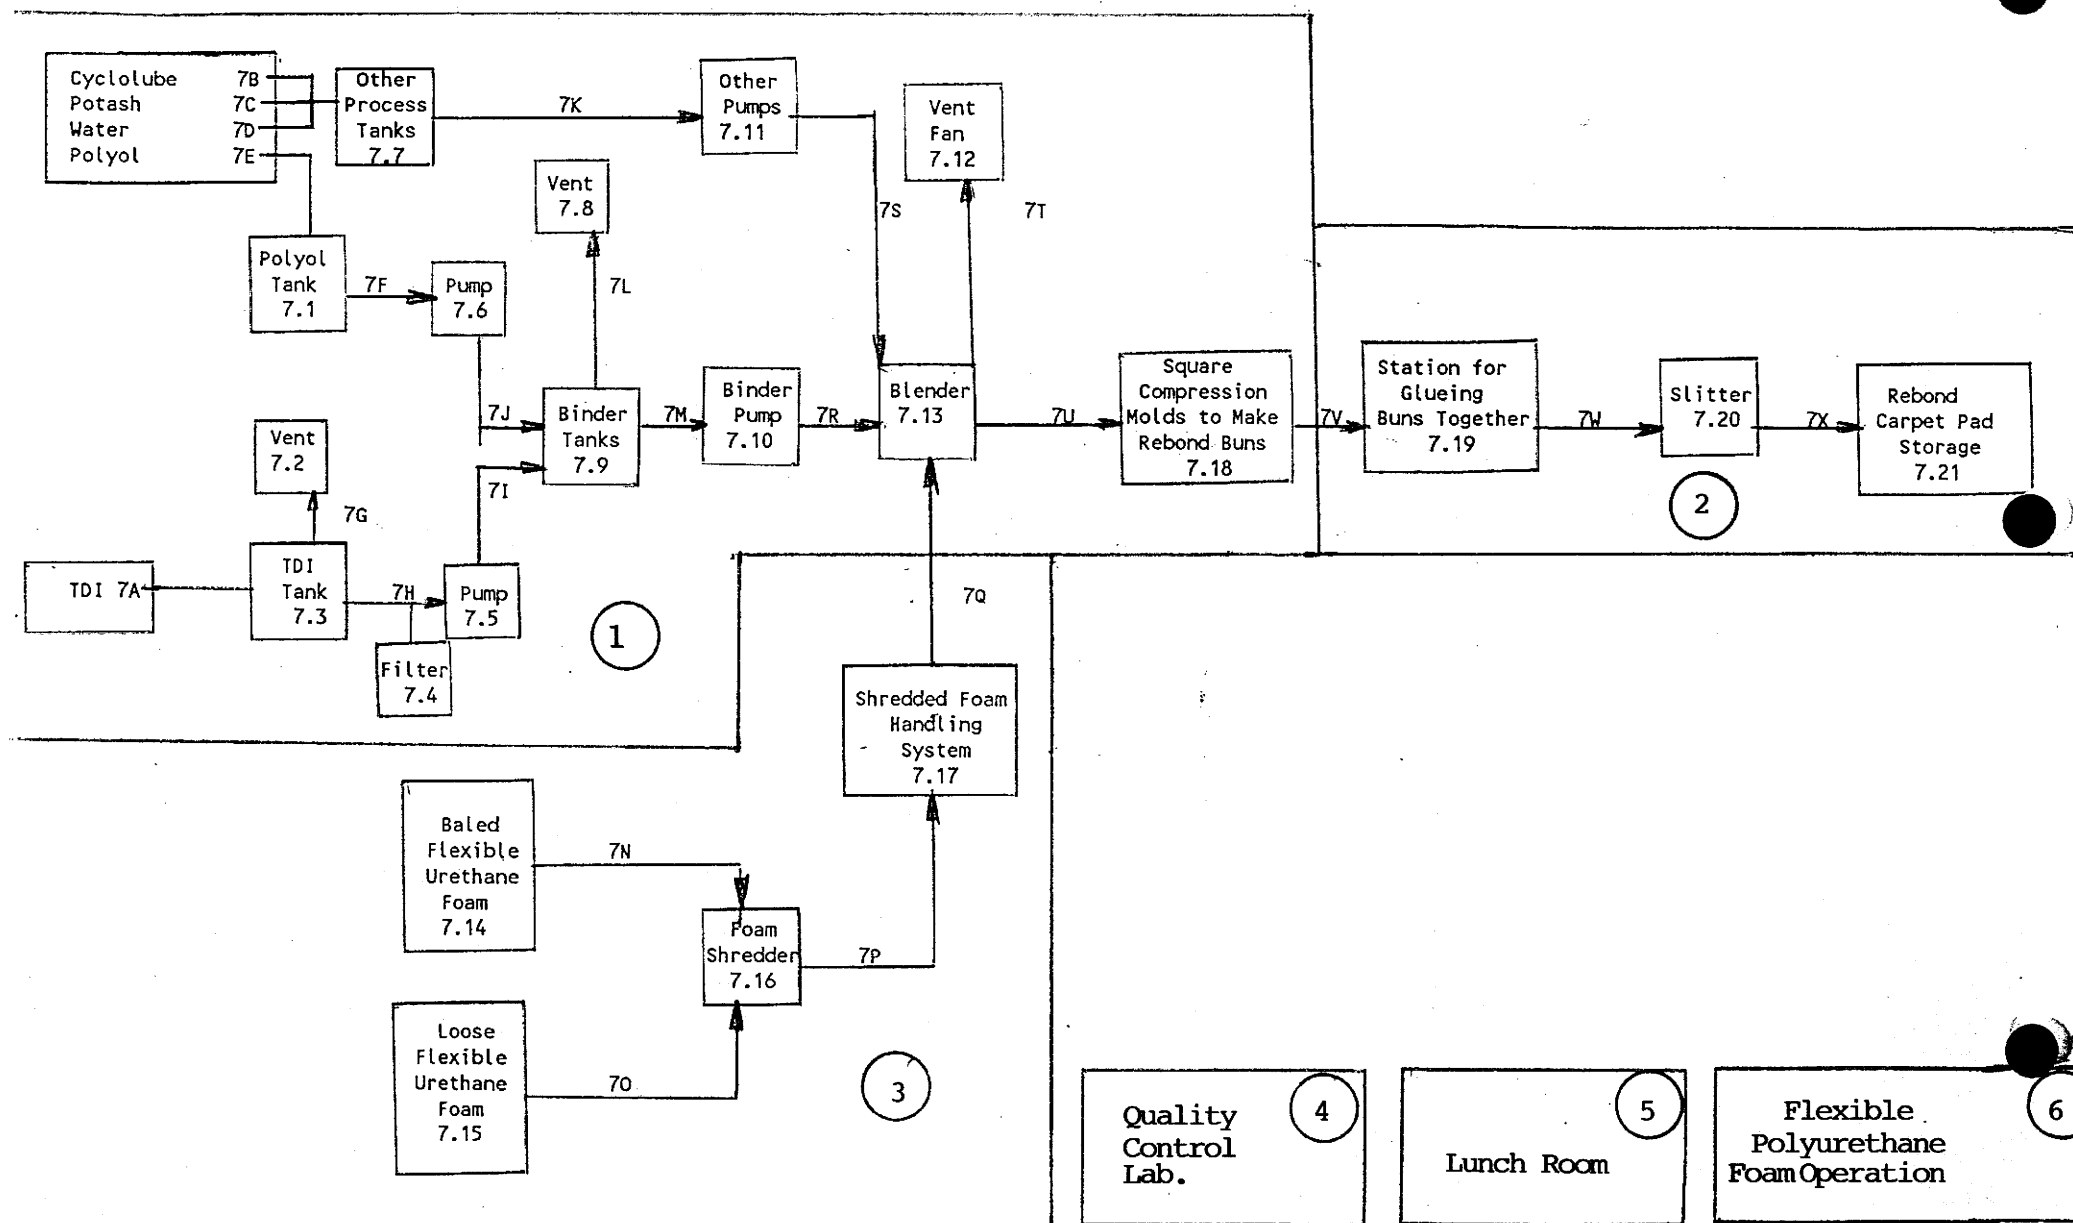 Cyclolube 7B
Potash 7C
Water 7D
Polyol 7E
Other
Process
Tanks
7.7
7K
Other
Pumps
7.11
Vent
Fan
7.12
Vent
7.8
7S
7T
Polyol
Tank
7.1
7F
Pump
7.6
7L
7J
Binder
Tanks
7.9
7M
Binder
Pump
7.10
7R
Blender
7.13
7U
Square
Compression
Molds to Make
Rebond Buns
7.18
7V
Station for
Glueing
Buns Together
7.19
7W
Slitter
7.20
7X
Rebond
Carpet Pad
Storage
7.21
2
Vent
7.2
7G
7I
TDI 7A
TDI
Tank
7.3
7H
Pump
7.5
Filter
7.4
1
7Q
Shredded Foam
Handling
System
7.17
Baled
Flexible
Urethane
Foam
7.14
7N
Foam
Shredder
7.16
7P
Loose
Flexible
Urethane
Foam
7.15
7O
3
Quality
Control
Lab.
4
Lunch Room
5
Flexible
Polyurethane
Foam Operation
6